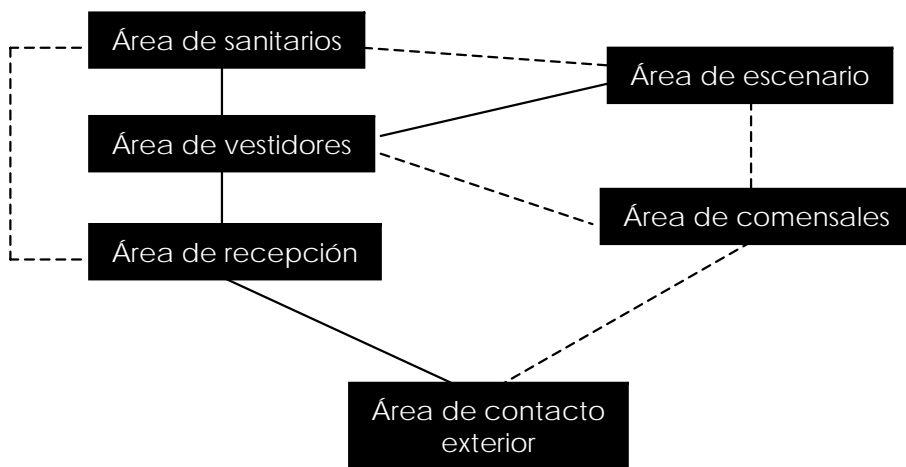 Área de sanitarios
Área de escenario
Área de vestidores
Área de comensales
Área de recepción
Área de contacto
exterior